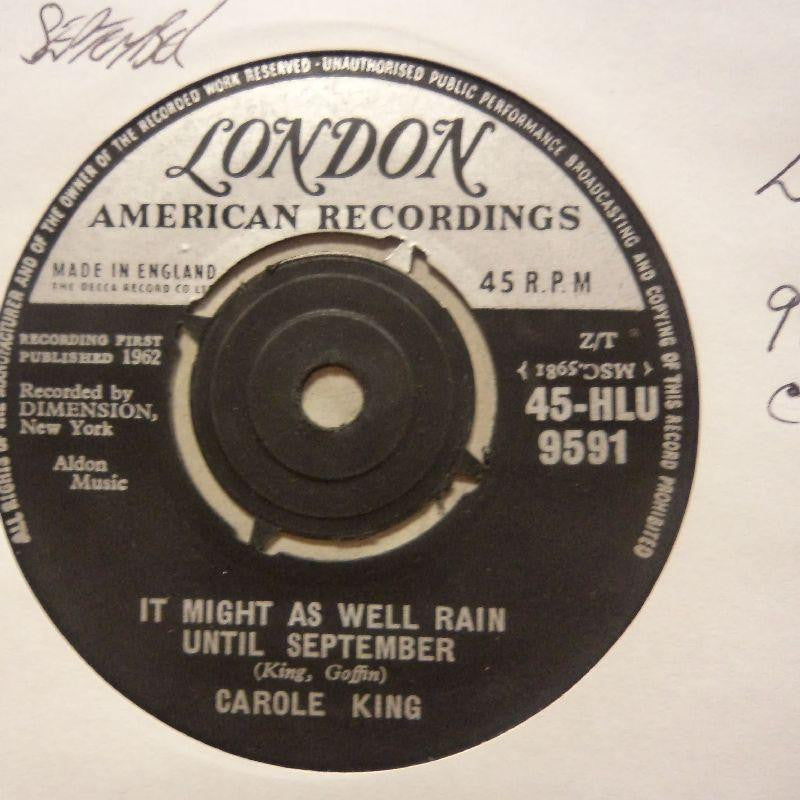 SEPTEMBER
ALL RIGHTS OF THE MANUFACTURER AND OF THE OWNER OF THE RECORDED WORK RESERVED · UNAUTHORISED PUBLIC PERFORMANCE BROADCASTING AND COPYING OF THIS RECORD PROHIBITED
LONDON
AMERICAN RECORDINGS
MADE IN ENGLAND
THE DECCA RECORD CO LT
45 R.P.M
RECORDING FIRST
PUBLISHED 1962
Recorded by
DIMENSION,
New York
Aldon
Music
Z/T
{ MSC.5981 }
45-HLU
9591
IT MIGHT AS WELL RAIN
UNTIL SEPTEMBER
(King, Goffin)
CAROLE KING